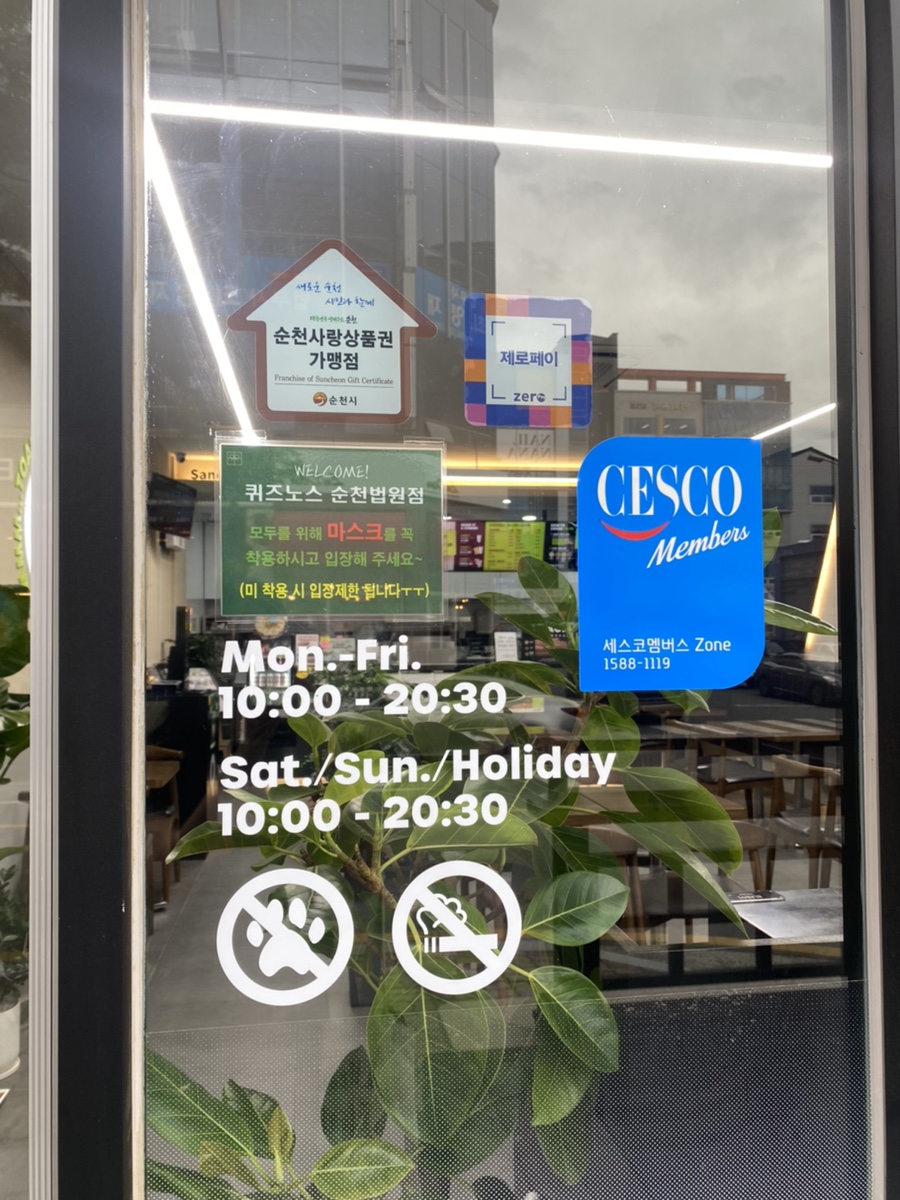 새로운 순천
시민과 함께
순천사랑상품권
가맹점
Franchise of Suncheon Gift Certificate
순천시
제로페이
zero
WELCOME!
퀴즈노스 순천법원점
모두를 위해 마스크를 꼭
착용하시고 입장해 주세요~
(미 착용 시 입장제한 됩니다ㅜㅜ)
CESCO
Members
세스코멤버스 Zone
1588-1119
Mon.-Fri.
10:00 - 20:30
Sat./Sun./Holiday
10:00 - 20:30